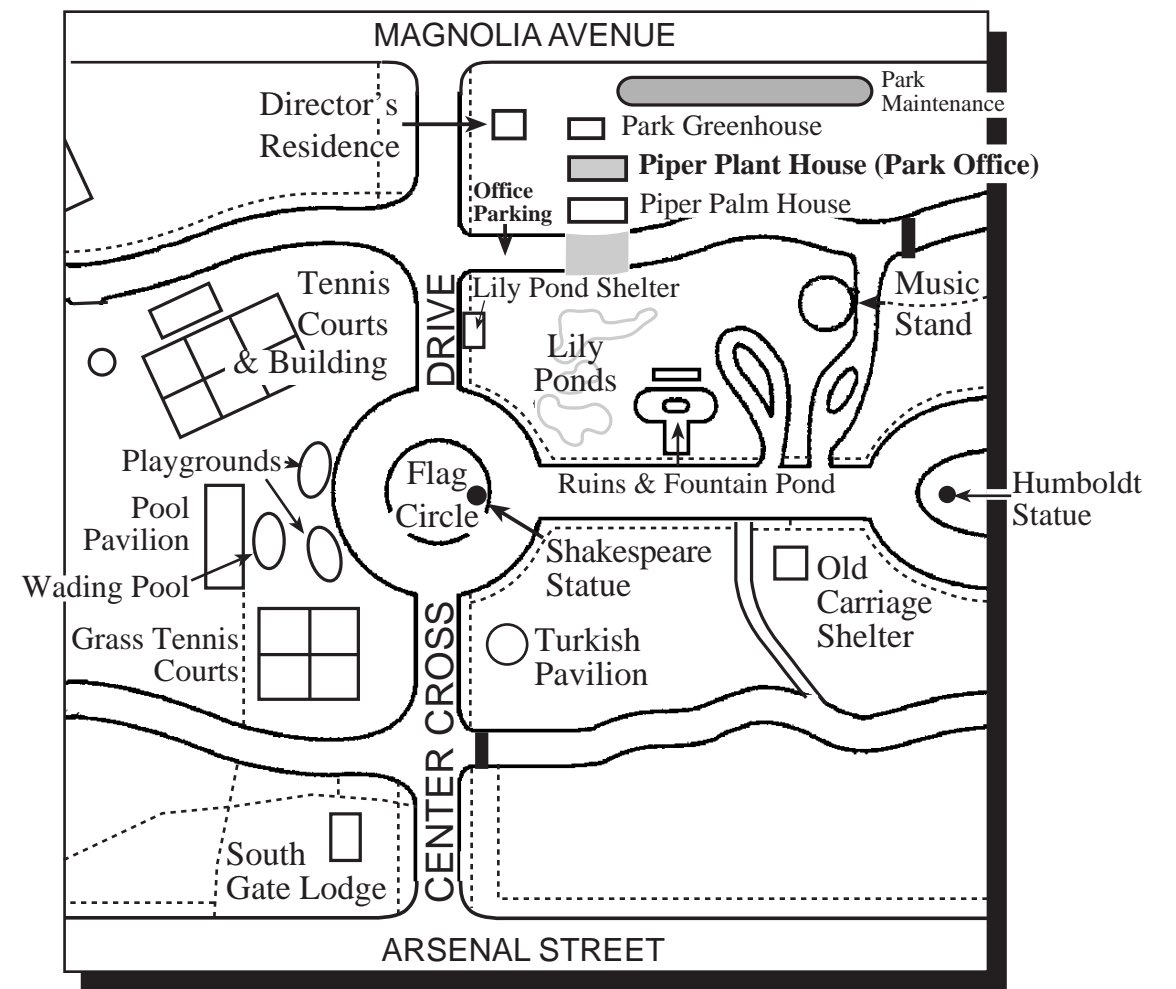 MAGNOLIA AVENUE
Park
Maintenance
Director's
Residence
Park Greenhouse
Piper Plant House (Park Office)
Office
Parking
Piper Palm House
Tennis
Courts
& Building
Lily Pond Shelter
Music
Stand
DRIVE
Lily
Ponds
Playgrounds
Flag
Circle
Ruins & Fountain Pond
Humboldt
Statue
Pool
Pavilion
Wading Pool
Shakespeare
Statue
Old
Carriage
Shelter
Grass Tennis
Courts
Turkish
Pavilion
CENTER CROSS
South
Gate Lodge
ARSENAL STREET